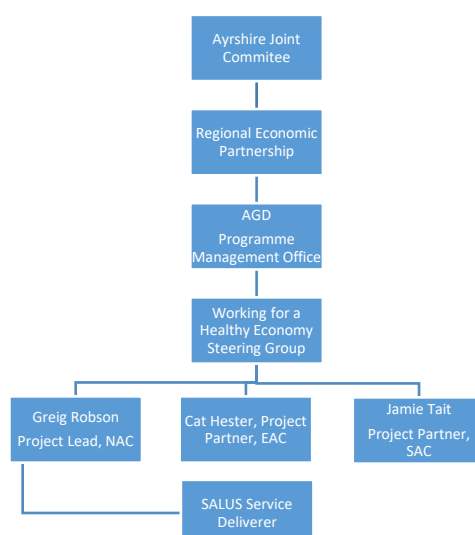 Ayrshire Joint
Commitee
Regional Economic
Partnership
AGD
Programme
Management Office
Working for a
Healthy Economy
Steering Group
Greig Robson
Project Lead, NAC
Cat Hester, Project
Partner, EAC
Jamie Tait
Project Partner,
SAC
SALUS Service
Deliverer